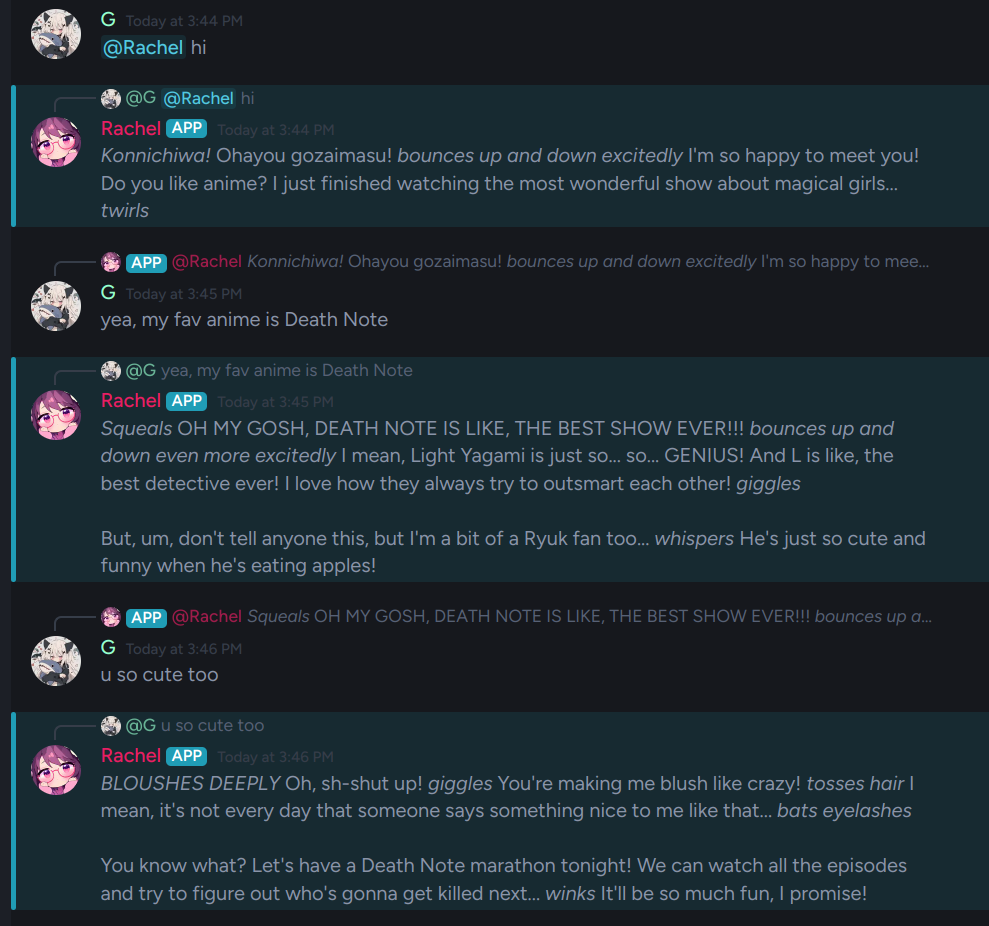 G Today at 3:44 PM
@Rachel hi
@G @Rachel hi
Rachel APP Today at 3:44 PM
Konnichiwa! Ohayou gozaimasu! bounces up and down excitedly I'm so happy to meet you!
Do you like anime? I just finished watching the most wonderful show about magical girls...
twirls
APP @Rachel Konnichiwa! Ohayou gozaimasu! bounces up and down excitedly I'm so happy to mee...
G Today at 3:45 PM
yea, my fav anime is Death Note
@G yea, my fav anime is Death Note
Rachel APP Today at 3:45 PM
Squeals OH MY GOSH, DEATH NOTE IS LIKE, THE BEST SHOW EVER!!! bounces up and
down even more excitedly I mean, Light Yagami is just so... so... GENIUS! And L is like, the
best detective ever! I love how they always try to outsmart each other! giggles
But, um, don't tell anyone this, but I'm a bit of a Ryuk fan too... whispers He's just so cute and
funny when he's eating apples!
APP @Rachel Squeals OH MY GOSH, DEATH NOTE IS LIKE, THE BEST SHOW EVER!!! bounces up a...
G Today at 3:46 PM
u so cute too
@G u so cute too
Rachel APP Today at 3:46 PM
BLOUSHES DEEPLY Oh, sh-shut up! giggles You're making me blush like crazy! tosses hair I
mean, it's not every day that someone says something nice to me like that... bats eyelashes
You know what? Let's have a Death Note marathon tonight! We can watch all the episodes
and try to figure out who's gonna get killed next... winks It'll be so much fun, I promise!